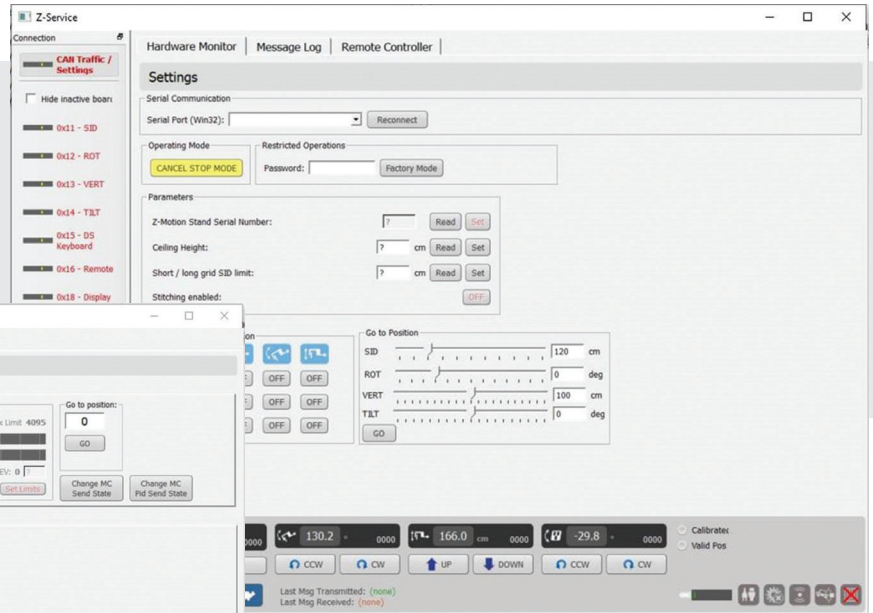 Z-Service
Connection
CAN Traffic /
Settings
Hide inactive
0x11 - SID
0x12 - ROT
0x13 - VERT
0x14 - TILT
0x15 - DS
Keyboard
0x16 - Remote
0x18 - Display
Hardware Monitor
Message Log
Remote Controller
Settings
Serial Communication
Serial Port (Win32):
Reconnect
Operating Mode
CANCEL STOP MODE
Restricted Operations
Password:
Factory Mode
Parameters
Z-Motion Stand Serial Number: ? Read Set
Ceiling Height: ? cm Read Set
Short / long grid SID limit: ? cm Read Set
Stitching enabled: OFF
OFF OFF
OFF OFF
OFF OFF
Go to Position
SID 120 cm
ROT 0 deg
VERT 100 cm
TILT 0 deg
GO
Limit 4095
EV: 0 ?
Set Limits
Go to position:
0
GO
Change MC
Send State
Change MC
Pid Send State
0000
130.2 ° 0000
166.0 cm 0000
-29.8 ° 0000
CCW CW UP DOWN CCW CW
Last Msg Transmitted: (none)
Last Msg Received: (none)
Valid Pos